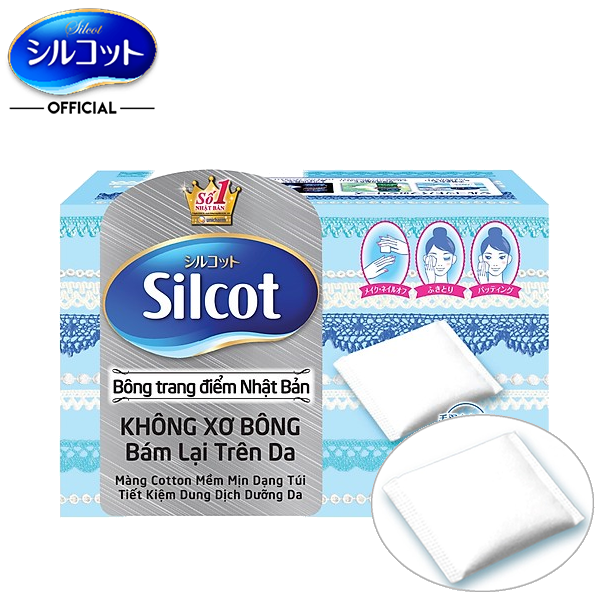 Silcot
シルコット
OFFICIAL
Số 1
NHẬT BẢN
unicharm
シルコット
Silcot
Bông trang điểm Nhật Bản
KHÔNG XƠ BÔNG
Bám Lại Trên Da
Màng Cotton Mềm Mịn Dạng Túi
Tiết Kiệm Dung Dịch Dưỡng Da
メイク・ネイルオフ
ふきとり
パッティング